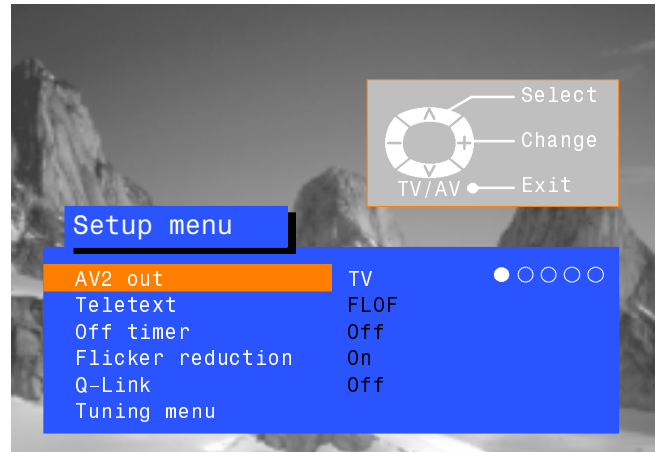 Select
Change
TV/AV Exit
Setup menu
AV2 out TV
Teletext FLOF
Off timer Off
Flicker reduction On
Q-Link Off
Tuning menu